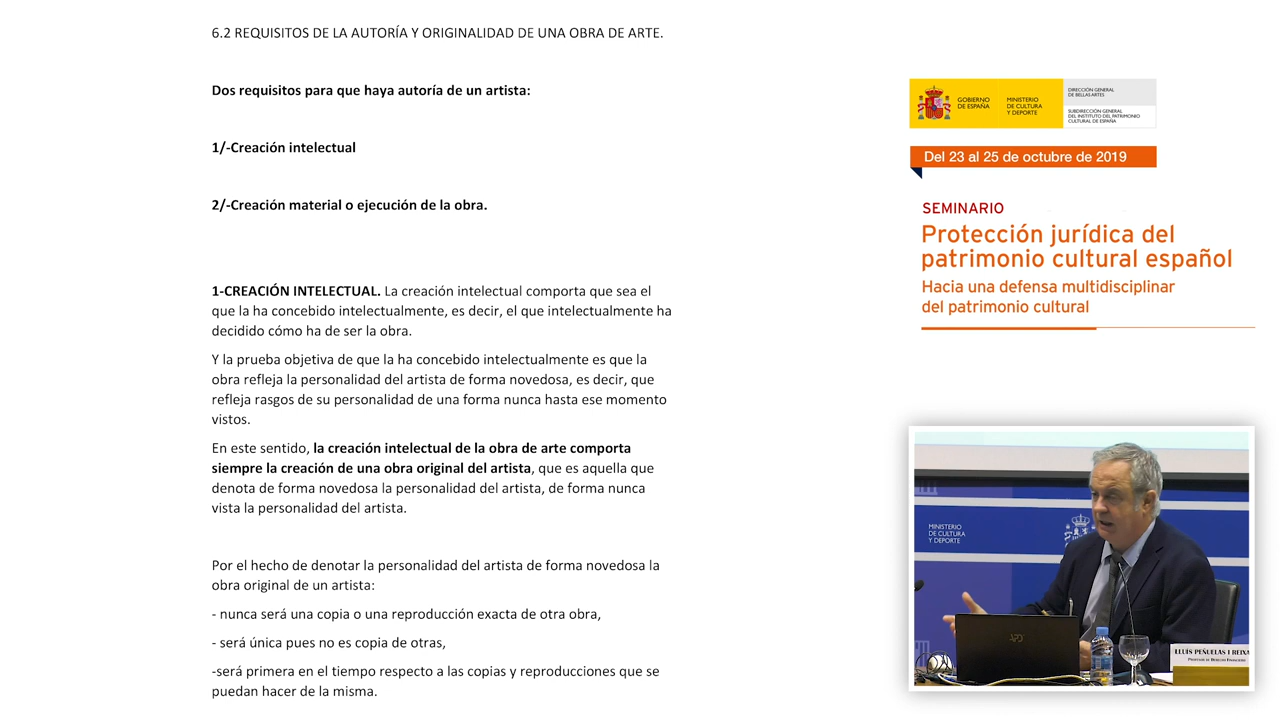 6.2 REQUISITOS DE LA AUTORÍA Y ORIGINALIDAD DE UNA OBRA DE ARTE.
Dos requisitos para que haya autoría de un artista:
1/-Creación intelectual
2/-Creación material o ejecución de la obra.
1-CREACIÓN INTELECTUAL. La creación intelectual comporta que sea el
que la ha concebido intelectualmente, es decir, el que intelectualmente ha
decidido cómo ha de ser la obra.
Y la prueba objetiva de que la ha concebido intelectualmente es que la
obra refleja la personalidad del artista de forma novedosa, es decir, que
refleja rasgos de su personalidad de una forma nunca hasta ese momento
vistos.
En este sentido, la creación intelectual de la obra de arte comporta
siempre la creación de una obra original del artista, que es aquella que
denota de forma novedosa la personalidad del artista, de forma nunca
vista la personalidad del artista.
Por el hecho de denotar la personalidad del artista de forma novedosa la
obra original de un artista:
- nunca será una copia o una reproducción exacta de otra obra,
- será única pues no es copia de otras,
-será primera en el tiempo respecto a las copias y reproducciones que se
puedan hacer de la misma.
GOBIERNO
DE ESPAÑA
MINISTERIO
DE CULTURA
Y DEPORTE
DIRECCIÓN GENERAL
DE BELLAS ARTES
SUBDIRECCIÓN GENERAL
DEL INSTITUTO DEL PATRIMONIO
CULTURAL DE ESPAÑA
Del 23 al 25 de octubre de 2019
SEMINARIO
Protección jurídica del
patrimonio cultural español
Hacia una defensa multidisciplinar
del patrimonio cultural
MINISTERIO
DE CULTURA
Y DEPORTE
LLUÍS PEÑUELAS I REIXA